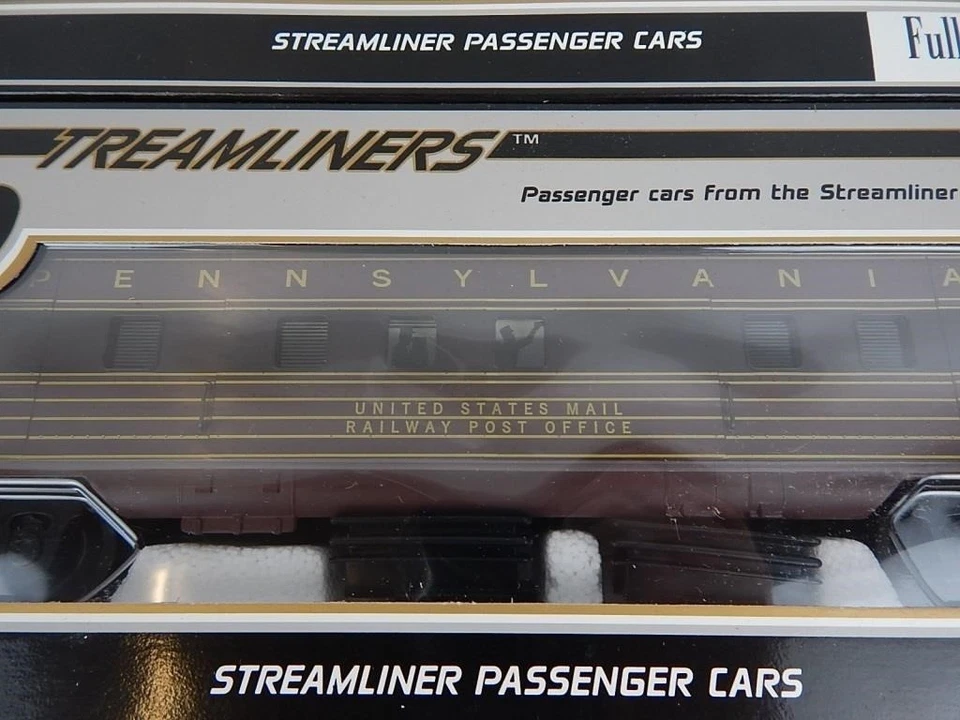 STREAMLINER PASSENGER CARS
Full
TREAMLINERS™
Passenger cars from the Streamliner
PENNSYLVANIA
UNITED STATES MAIL
RAILWAY POST OFFICE
STREAMLINER PASSENGER CARS